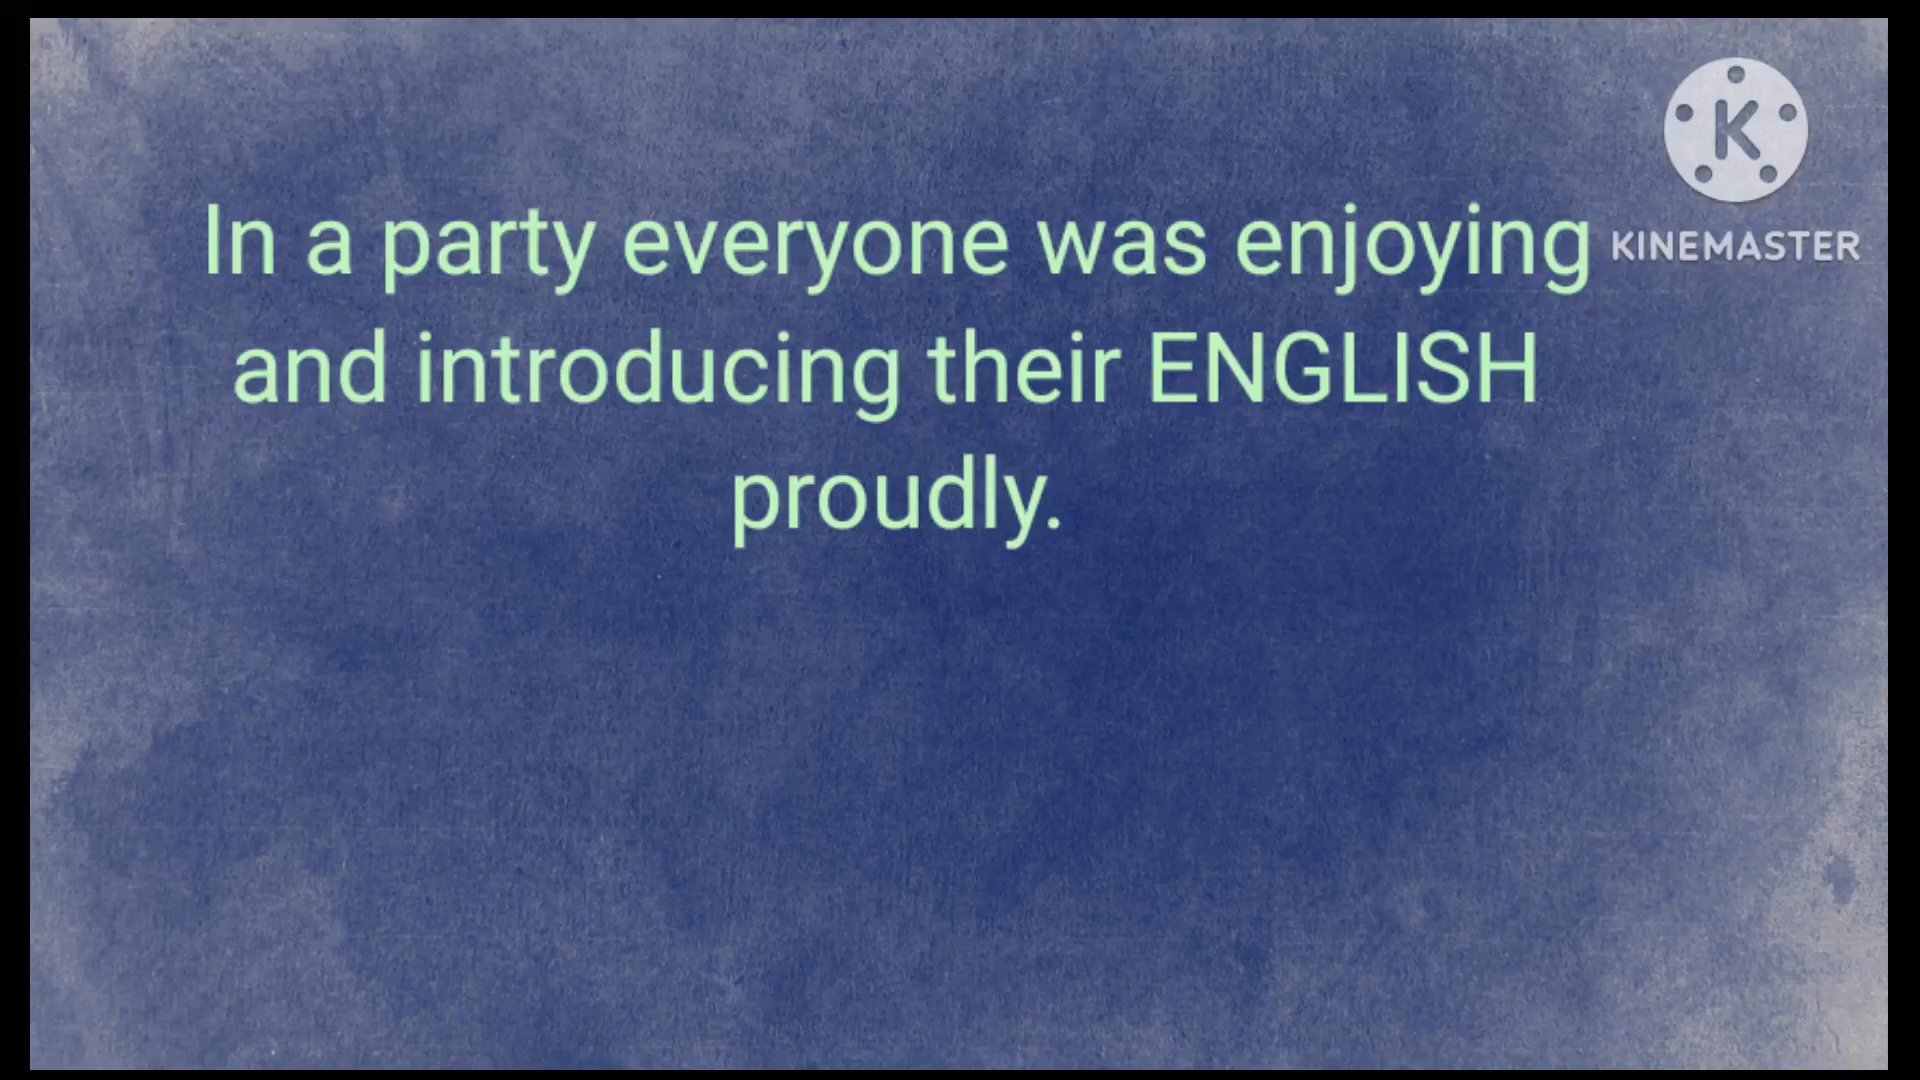 In a party everyone was enjoying
and introducing their ENGLISH
proudly.
K
KINEMASTER